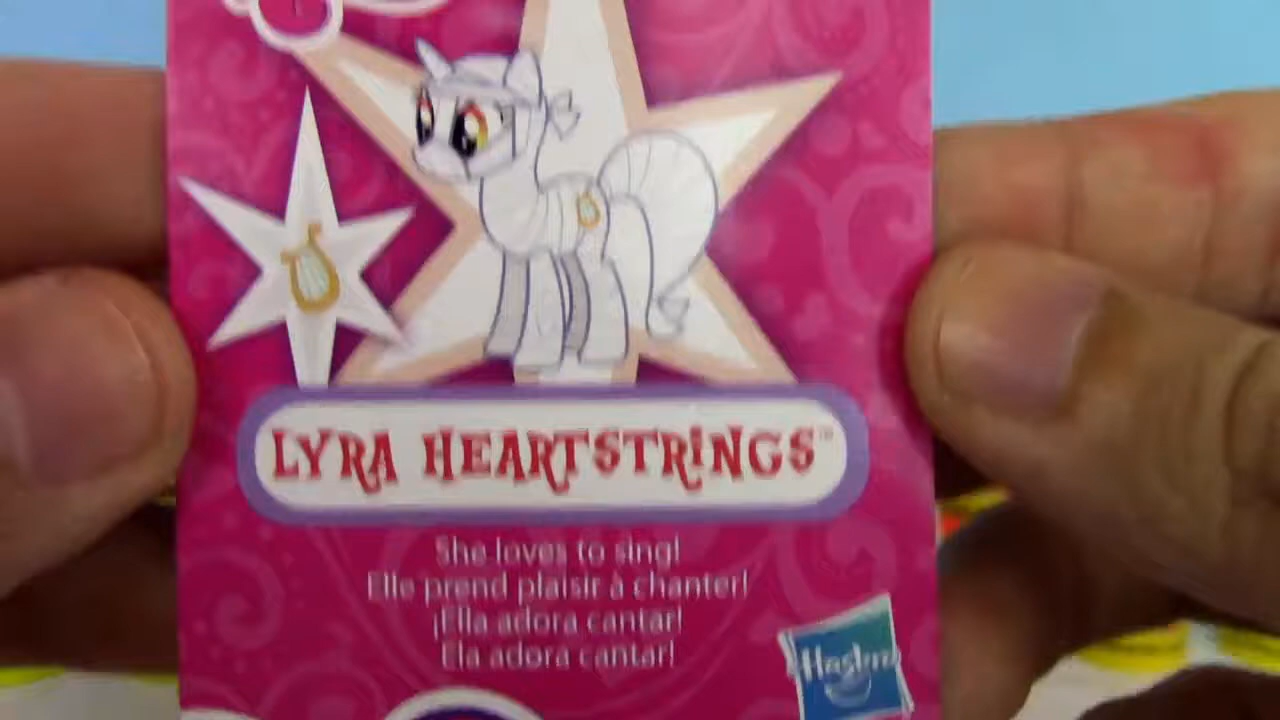 LYRA HEARTSTRINGS™
She loves to sing!
Elle prend plaisir à chanter!
¡Ella adora cantar!
Ela adora cantar!
Hasbro